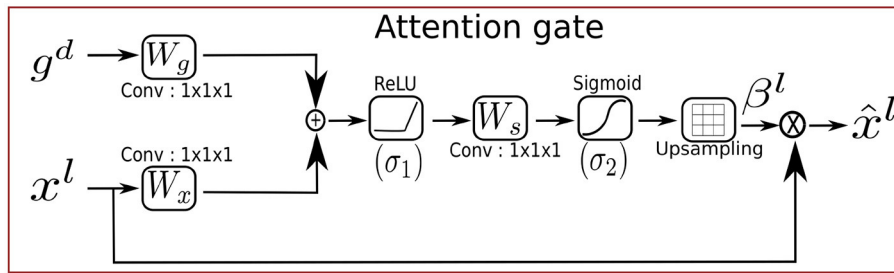 Attention gate
g^d
W_g
Conv : 1x1x1
+
ReLU
(σ_1)
W_s
Conv : 1x1x1
Sigmoid
(σ_2)
Upsampling
β^l
X
x̂^l
Conv : 1x1x1
x^l
W_x